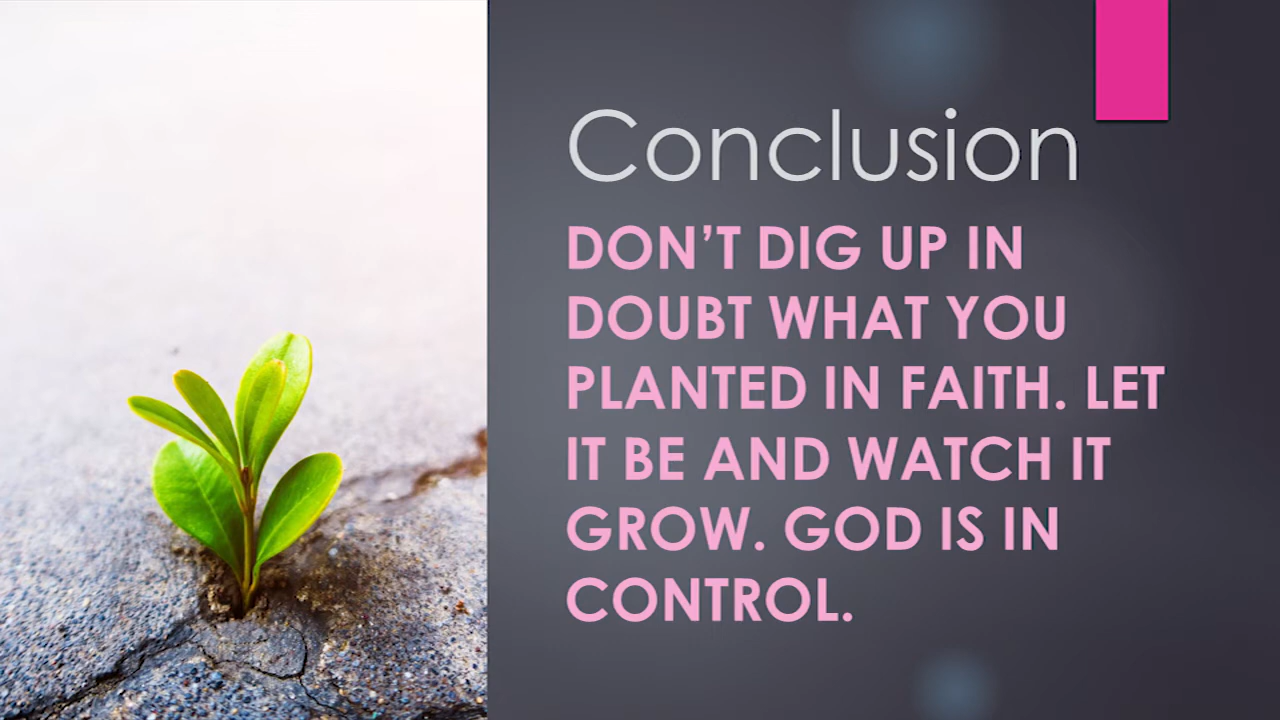 Conclusion
DON’T DIG UP IN
DOUBT WHAT YOU
PLANTED IN FAITH. LET
IT BE AND WATCH IT
GROW. GOD IS IN
CONTROL.